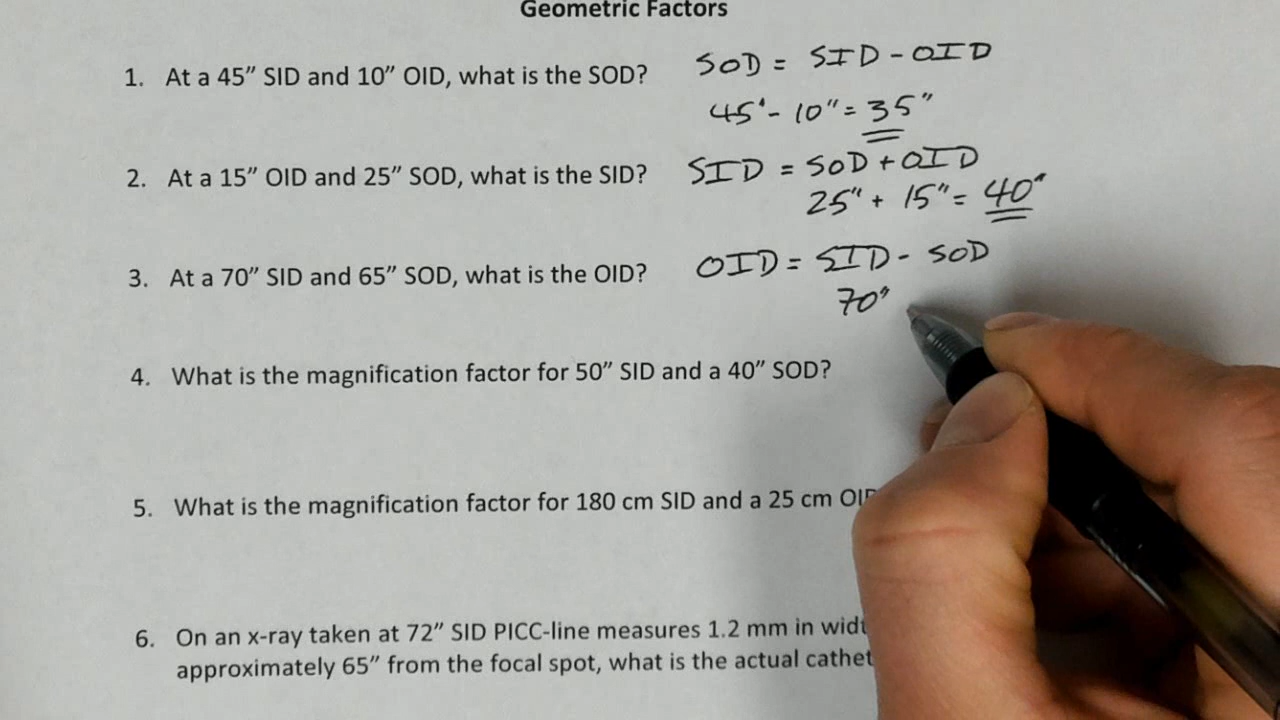 Geometric Factors
1. At a 45” SID and 10” OID, what is the SOD? SOD = SID - OID
45' - 10" = 35"
2. At a 15” OID and 25” SOD, what is the SID? SID = SOD + OID
25" + 15" = 40"
3. At a 70” SID and 65” SOD, what is the OID? OID = SID - SOD
70"
4. What is the magnification factor for 50” SID and a 40” SOD?
5. What is the magnification factor for 180 cm SID and a 25 cm
6. On an x-ray taken at 72” SID PICC-line measures 1.2 mm in
approximately 65” from the focal spot, what is the actual